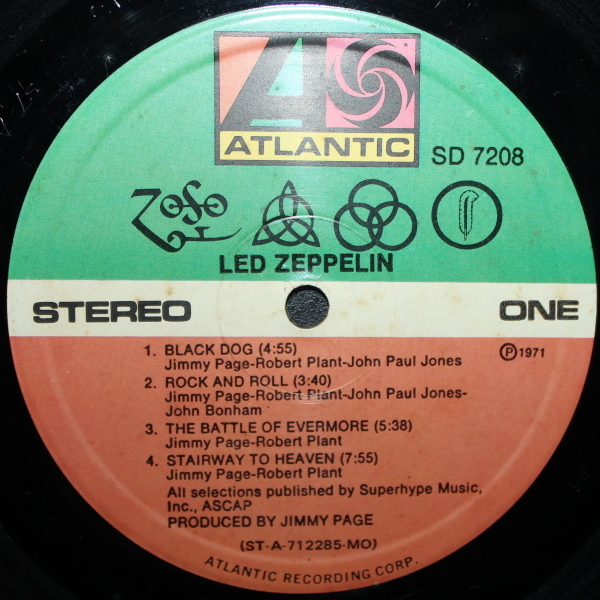 ATLANTIC
SD 7208
LED ZEPPELIN
STEREO
ONE
1. BLACK DOG (4:55)
Jimmy Page-Robert Plant-John Paul Jones
℗1971
2. ROCK AND ROLL (3:40)
Jimmy Page-Robert Plant-John Paul Jones-
John Bonham
3. THE BATTLE OF EVERMORE (5:38)
Jimmy Page-Robert Plant
4. STAIRWAY TO HEAVEN (7:55)
Jimmy Page-Robert Plant
All selections published by Superhype Music,
Inc., ASCAP
PRODUCED BY JIMMY PAGE
(ST-A-712285-MO)
ATLANTIC RECORDING CORP.